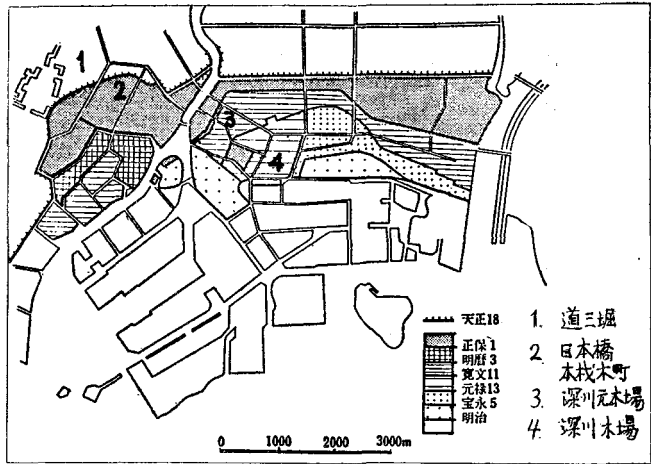 1
2
3
4
天正18
正保1
明暦3
寛文11
元禄13
宝永5
明治
0 1000 2000 3000m
1. 道三堀
2 日本橋
本材木町
3. 深川元木場
4. 深川木場